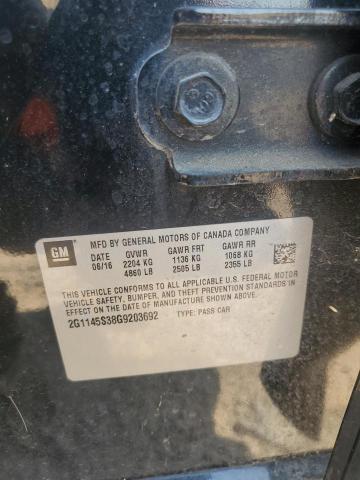 GM
MFD BY GENERAL MOTORS OF CANADA COMPANY
DATE GVWR GAWR FRT GAWR RR
06/16 2204 KG 1136 KG 1068 KG
4860 LB 2505 LB 2355 LB
THIS VEHICLE CONFORMS TO ALL APPLICABLE U.S. FEDERAL MOTOR
VEHICLE SAFETY, BUMPER, AND THEFT PREVENTION STANDARDS IN
EFFECT ON THE DATE OF MANUFACTURE SHOWN ABOVE.
2G1145S38G9203692 TYPE: PASS CAR